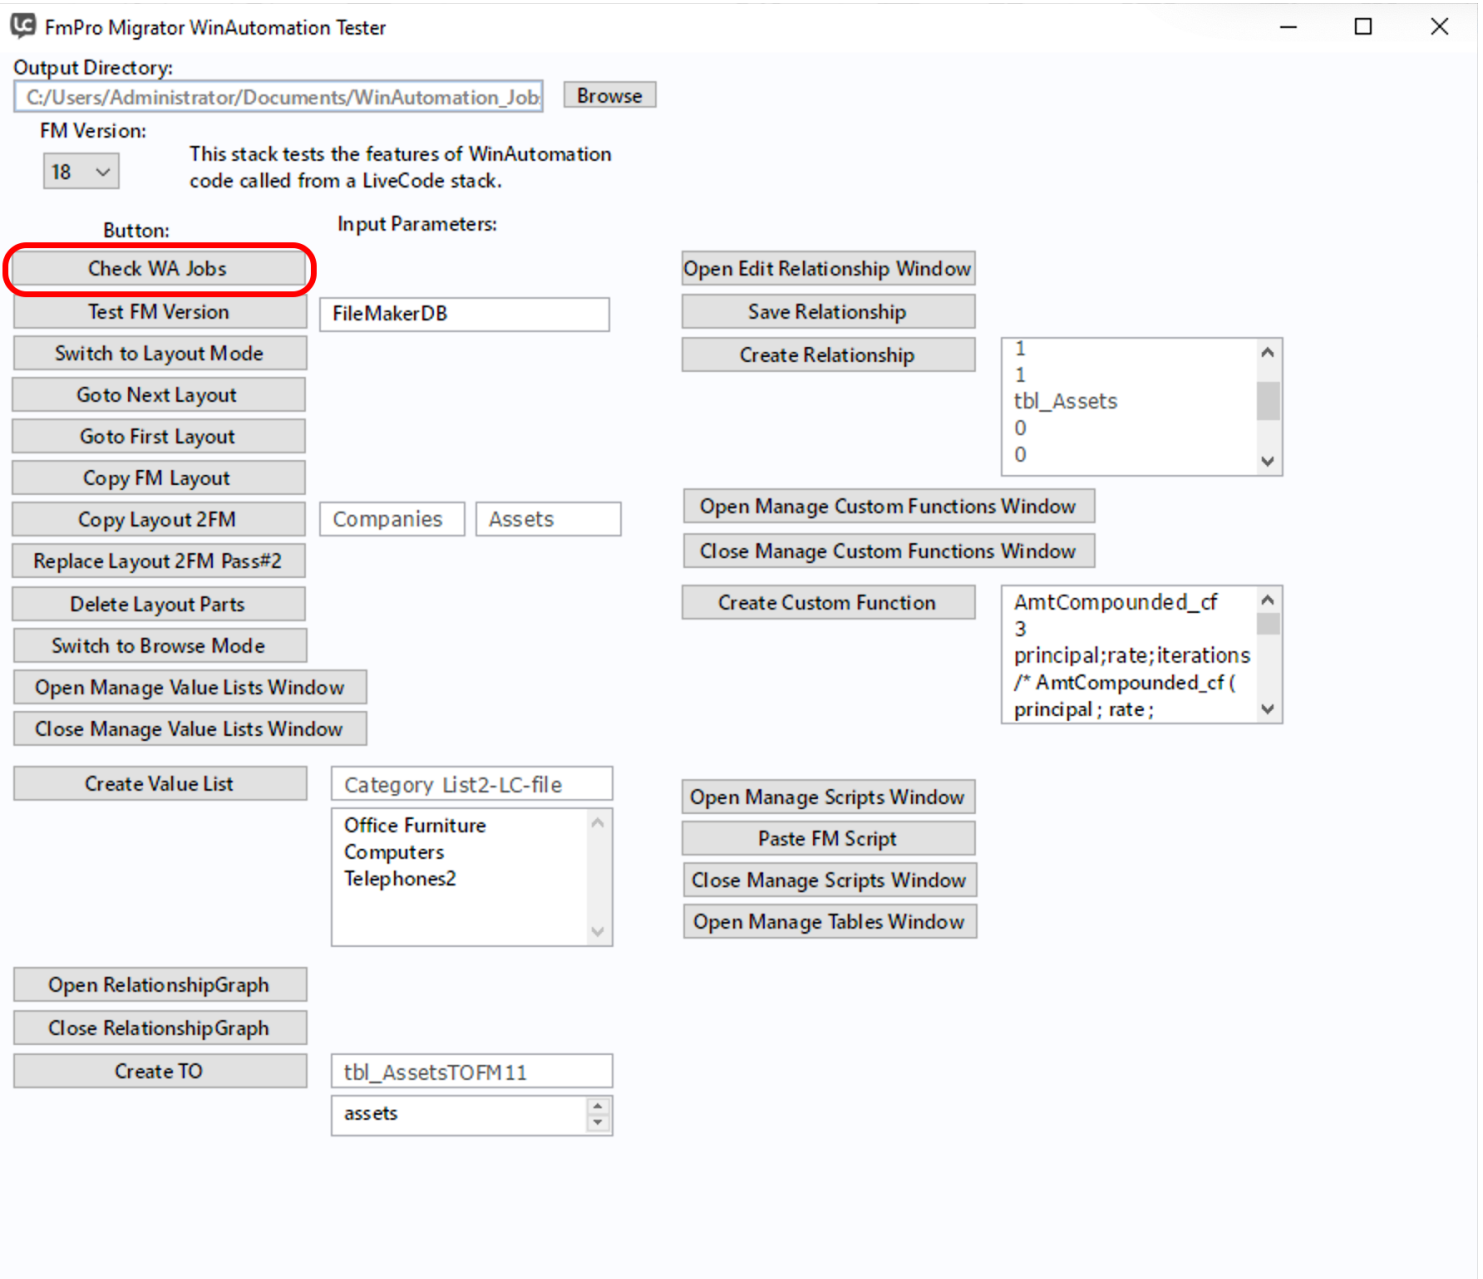 LC FmPro Migrator WinAutomation Tester
Output Directory:
C:/Users/Administrator/Documents/WinAutomation_Job
Browse
FM Version:
18
This stack tests the features of WinAutomation
code called from a LiveCode stack.
Button:
Input Parameters:
Check WA Jobs
Test FM Version
FileMakerDB
Switch to Layout Mode
Goto Next Layout
Goto First Layout
Copy FM Layout
Copy Layout 2FM
Companies
Assets
Replace Layout 2FM Pass#2
Delete Layout Parts
Switch to Browse Mode
Open Manage Value Lists Window
Close Manage Value Lists Window
Create Value List
Category List2-LC-file
Office Furniture
Computers
Telephones2
Open RelationshipGraph
Close RelationshipGraph
Create TO
tbl_AssetsTOFM11
assets
Open Edit Relationship Window
Save Relationship
Create Relationship
1
1
tbl_Assets
0
0
Open Manage Custom Functions Window
Close Manage Custom Functions Window
Create Custom Function
AmtCompounded_cf
3
principal;rate;iterations
/* AmtCompounded_cf (
principal ; rate ;
Open Manage Scripts Window
Paste FM Script
Close Manage Scripts Window
Open Manage Tables Window